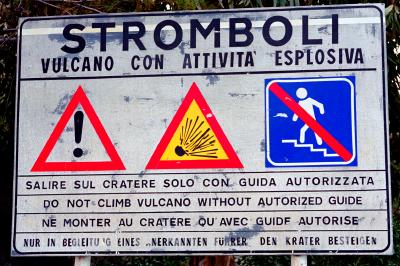 STROMBOLI
VULCANO CON ATTIVITA' ESPLOSIVA
SALIRE SUL CRATERE SOLO CON GUIDA AUTORIZZATA
DO NOT CLIMB VULCANO WITHOUT AUTORIZED GUIDE
NE MONTER AU CRATERE QU AVEC GUIDE AUTORISE
NUR IN BEGLEITUNG EINES ..NERKANNTEN FUHRER, DEN KRATER BESTEIGEN